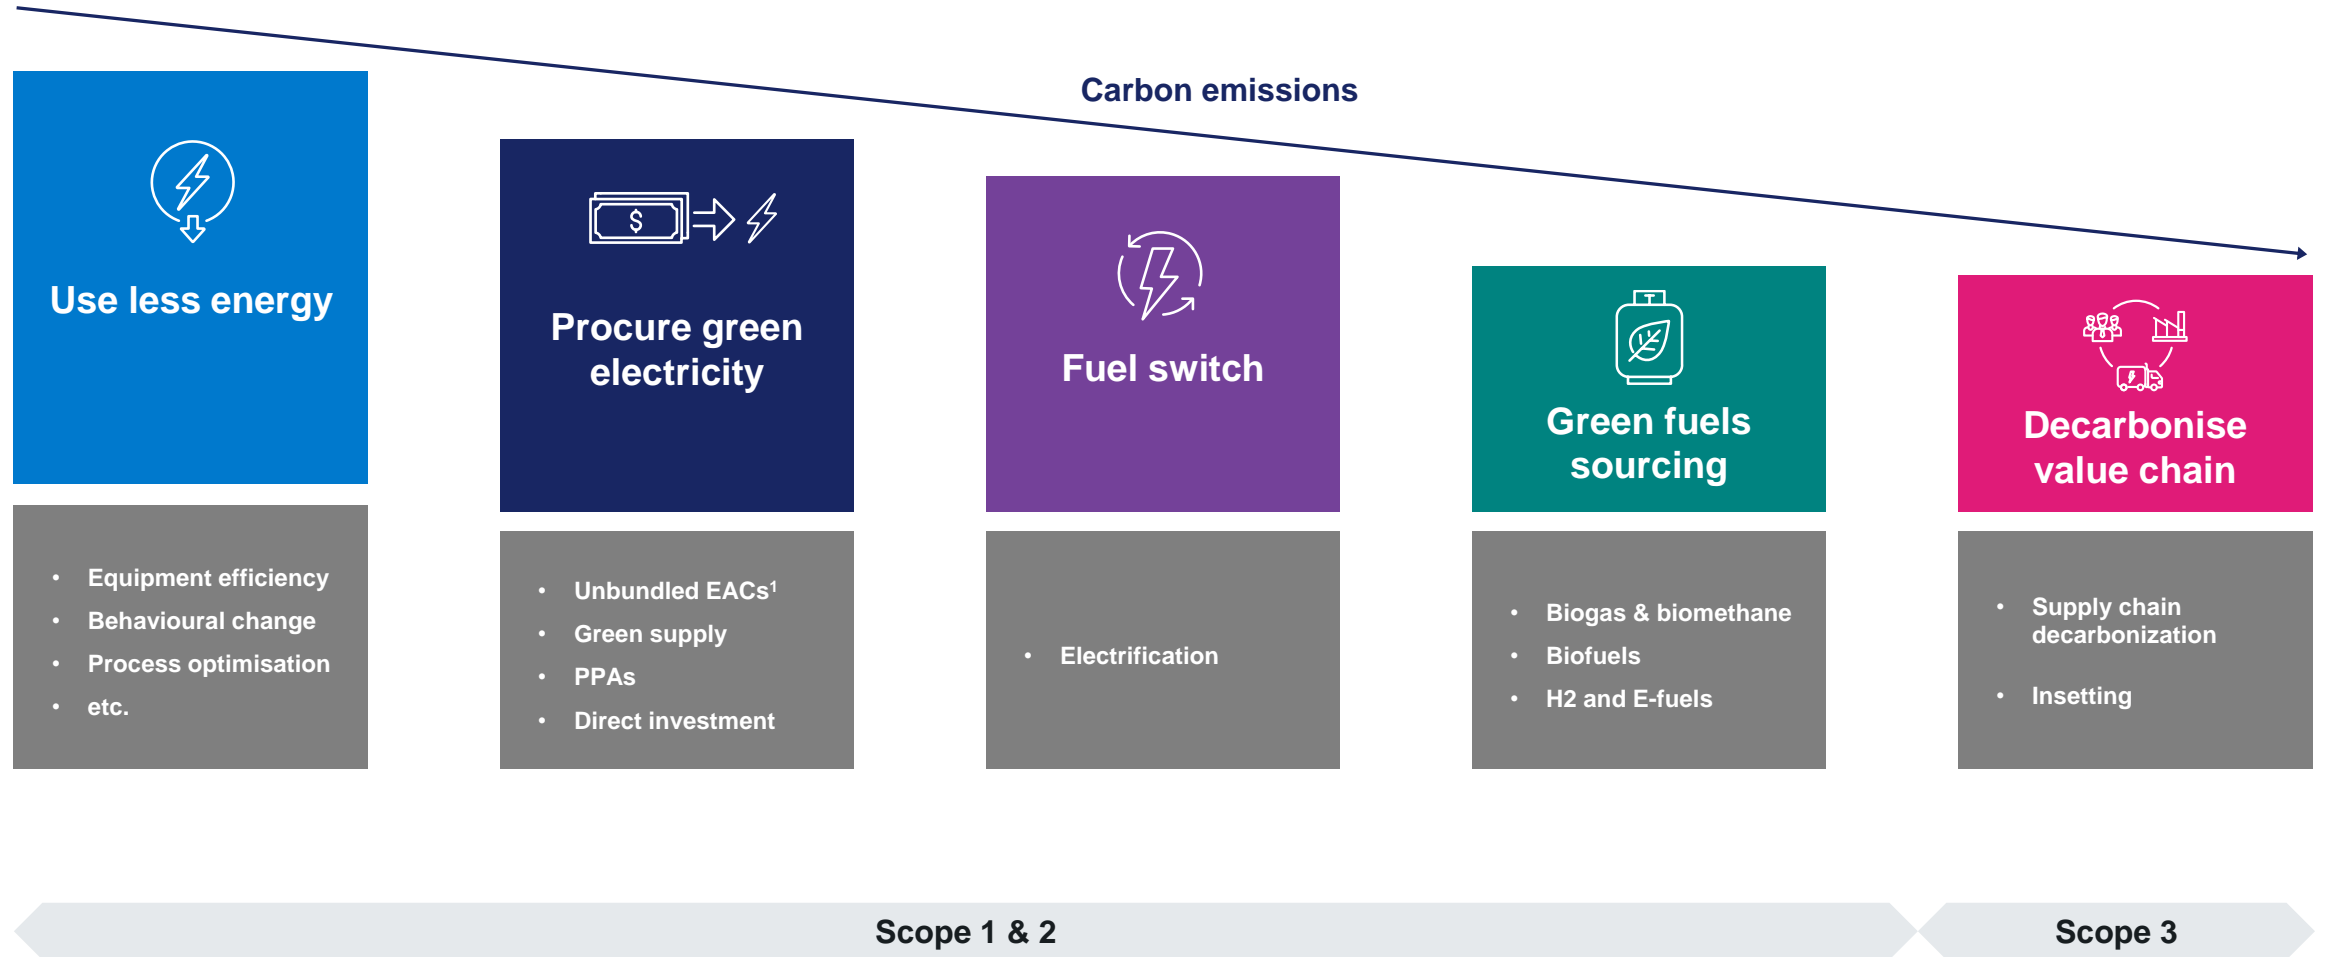 Carbon emissions
Use less energy
• Equipment efficiency
• Behavioural change
• Process optimisation
• etc.
$
Procure green
electricity
• Unbundled EACs¹
• Green supply
• PPAs
• Direct investment
Fuel switch
• Electrification
Green fuels
sourcing
• Biogas & biomethane
• Biofuels
• H2 and E-fuels
Decarbonise
value chain
• Supply chain
decarbonization
• Insetting
Scope 1 & 2
Scope 3